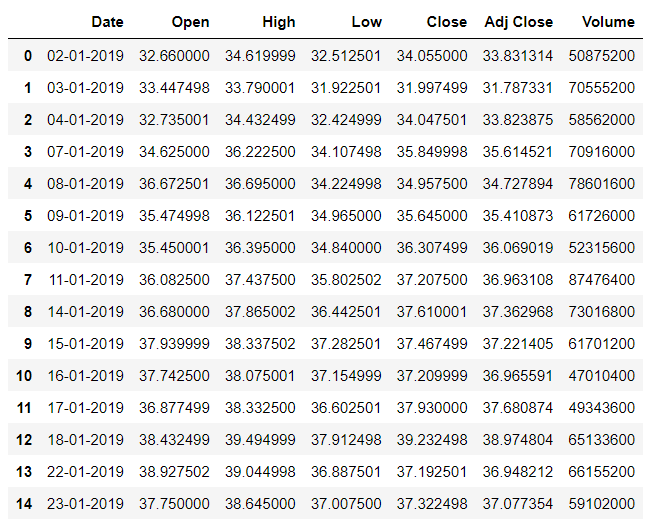 Date Open High Low Close Adj Close Volume
0 02-01-2019 32.660000 34.619999 32.512501 34.055000 33.831314 50875200
1 03-01-2019 33.447498 33.790001 31.922501 31.997499 31.787331 70555200
2 04-01-2019 32.735001 34.432499 32.424999 34.047501 33.823875 58562000
3 07-01-2019 34.625000 36.222500 34.107498 35.849998 35.614521 70916000
4 08-01-2019 36.672501 36.695000 34.224998 34.957500 34.727894 78601600
5 09-01-2019 35.474998 36.122501 34.965000 35.645000 35.410873 61726000
6 10-01-2019 35.450001 36.395000 34.840000 36.307499 36.069019 52315600
7 11-01-2019 36.082500 37.437500 35.802502 37.207500 36.963108 87476400
8 14-01-2019 36.680000 37.865002 36.442501 37.610001 37.362968 73016800
9 15-01-2019 37.939999 38.337502 37.282501 37.467499 37.221405 61701200
10 16-01-2019 37.742500 38.075001 37.154999 37.209999 36.965591 47010400
11 17-01-2019 36.877499 38.332500 36.602501 37.930000 37.680874 49343600
12 18-01-2019 38.432499 39.494999 37.912498 39.232498 38.974804 65133600
13 22-01-2019 38.927502 39.044998 36.887501 37.192501 36.948212 66155200
14 23-01-2019 37.750000 38.645000 37.007500 37.322498 37.077354 59102000